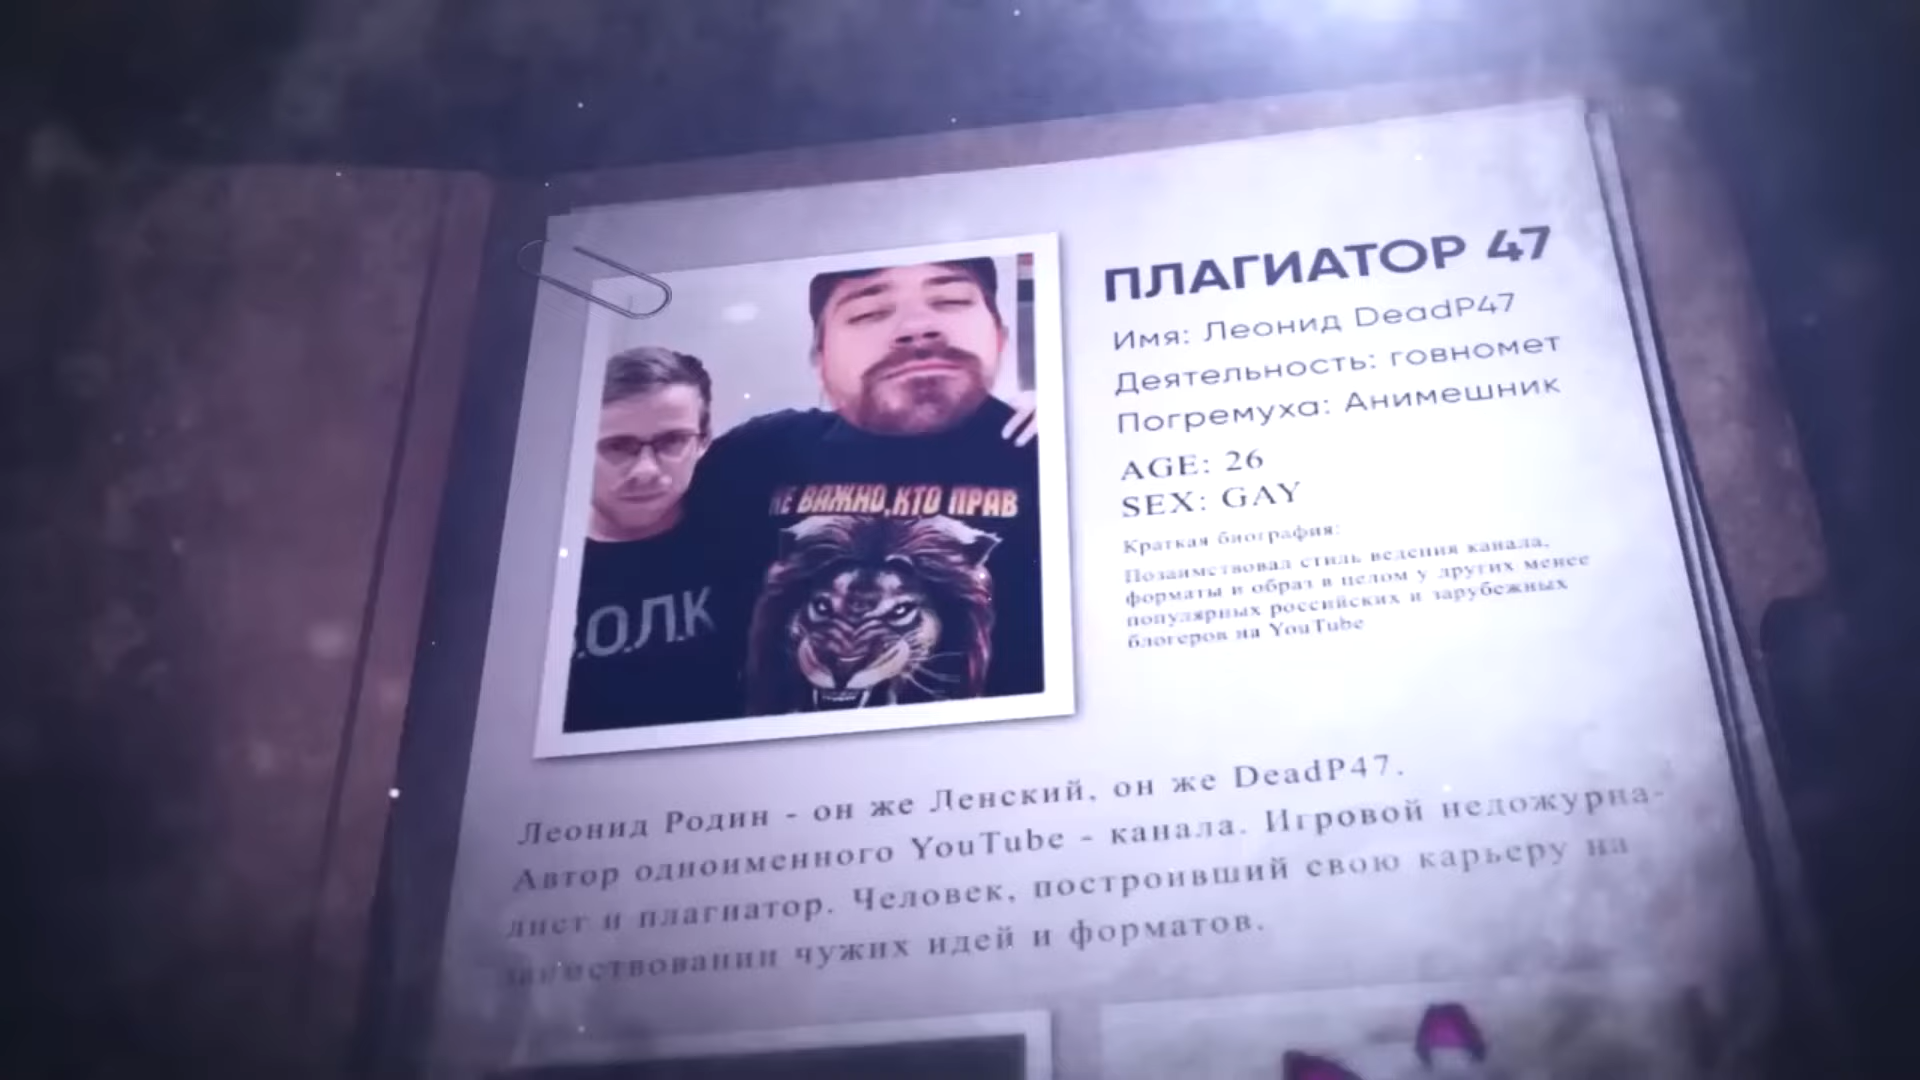 ПЛАГИАТОР 47
Имя: Леонид DeadP47
Деятельность: говномет
Погремуха: Анимешник
AGE: 26
SEX: GAY
Краткая биография:
Позаимствовал стиль ведения канала,
форматы и образ в целом у других менее
популярных российских и зарубежных
блогеров на YouTube
НЕ ВАЖНО,КТО ПРАВ
.О.Л.К
Леонид Родин - он же Ленский, он же DeadP47.
Автор одноименного YouTube - канала. Игровой недожурна-
лист и плагиатор. Человек, построивший свою карьеру на
чужих идей и форматов.